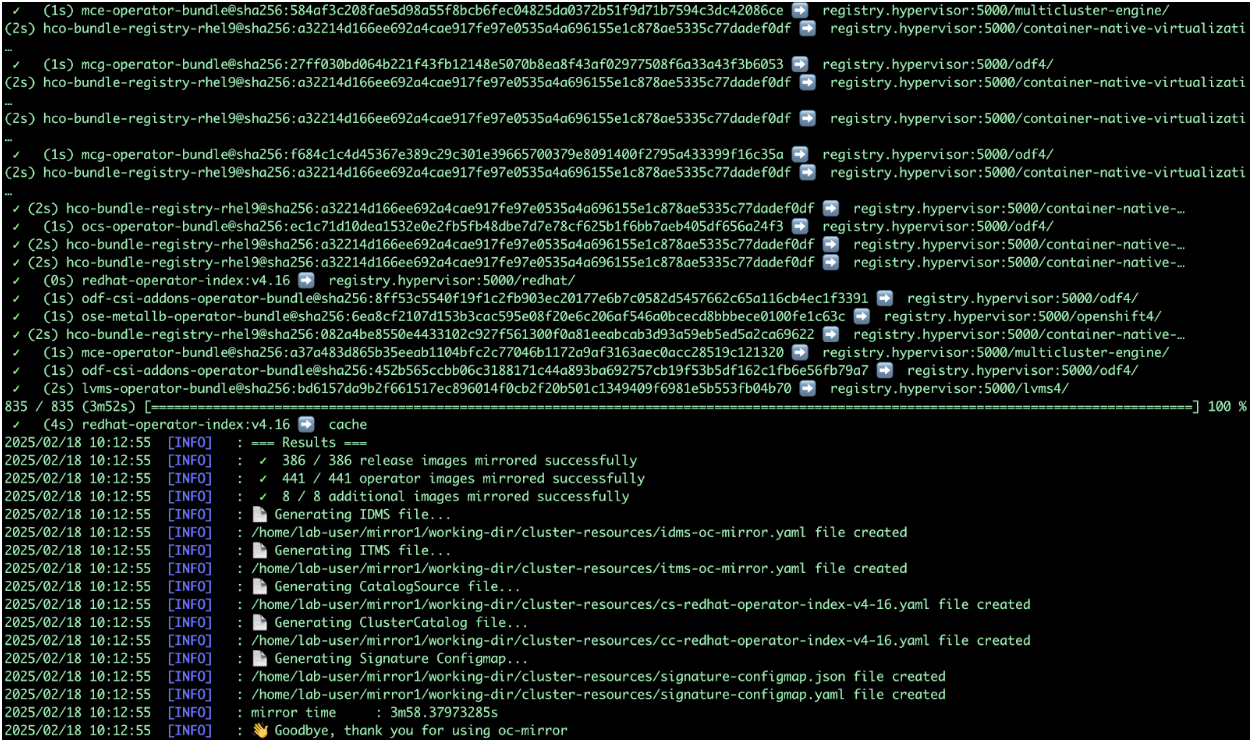 ✓   (1s) mce-operator-bundle@sha256:584af3c208fae5d98a55f8bcb6fec04825da0372b51f9d71b7594c3dc42086ce ➡️  registry.hypervisor:5000/multicluster-engine/
(2s) hco-bundle-registry-rhel9@sha256:a32214d166ee692a4cae917fe97e0535a4a696155e1c878ae5335c77dadef0df ➡️  registry.hypervisor:5000/container-native-virtualizati
…
✓   (1s) mcg-operator-bundle@sha256:27ff030bd064b221f43fb12148e5070b8ea8f43af02977508f6a33a43f3b6053 ➡️  registry.hypervisor:5000/odf4/
(2s) hco-bundle-registry-rhel9@sha256:a32214d166ee692a4cae917fe97e0535a4a696155e1c878ae5335c77dadef0df ➡️  registry.hypervisor:5000/container-native-virtualizati
…
(2s) hco-bundle-registry-rhel9@sha256:a32214d166ee692a4cae917fe97e0535a4a696155e1c878ae5335c77dadef0df ➡️  registry.hypervisor:5000/container-native-virtualizati
…
✓   (1s) mcg-operator-bundle@sha256:f684c1c4d45367e389c29c301e39665700379e8091400f2795a433399f16c35a ➡️  registry.hypervisor:5000/odf4/
(2s) hco-bundle-registry-rhel9@sha256:a32214d166ee692a4cae917fe97e0535a4a696155e1c878ae5335c77dadef0df ➡️  registry.hypervisor:5000/container-native-virtualizati
…
✓ (2s) hco-bundle-registry-rhel9@sha256:a32214d166ee692a4cae917fe97e0535a4a696155e1c878ae5335c77dadef0df ➡️  registry.hypervisor:5000/container-native-…
✓   (1s) ocs-operator-bundle@sha256:ec1c71d10dea1532e0e2fb5fb48dbe7d7e78cf625b1f6bb7aeb405df656a24f3 ➡️  registry.hypervisor:5000/odf4/
✓ (2s) hco-bundle-registry-rhel9@sha256:a32214d166ee692a4cae917fe97e0535a4a696155e1c878ae5335c77dadef0df ➡️  registry.hypervisor:5000/container-native-…
✓ (2s) hco-bundle-registry-rhel9@sha256:a32214d166ee692a4cae917fe97e0535a4a696155e1c878ae5335c77dadef0df ➡️  registry.hypervisor:5000/container-native-…
✓   (0s) redhat-operator-index:v4.16 ➡️  registry.hypervisor:5000/redhat/
✓   (1s) odf-csi-addons-operator-bundle@sha256:8ff53c5540f19f1c2fb903ec20177e6b7c0582d5457662c65a116cb4ec1f3391 ➡️  registry.hypervisor:5000/odf4/
✓   (1s) ose-metallb-operator-bundle@sha256:6ea8cf2107d153b3cac595e08f20e6c206af546a0bcecd8bbbece0100fe1c63c ➡️  registry.hypervisor:5000/openshift4/
✓ (2s) hco-bundle-registry-rhel9@sha256:082a4be8550e4433102c927f561300f0a81eeabcab3d93a59eb5ed5a2ca69622 ➡️  registry.hypervisor:5000/container-native-…
✓   (1s) mce-operator-bundle@sha256:a37a483d865b35eeab1104bfc2c77046b1172a9af3163aec0acc28519c121320 ➡️  registry.hypervisor:5000/multicluster-engine/
✓   (1s) odf-csi-addons-operator-bundle@sha256:452b565ccbb06c3188171c44a893ba692757cb19f53b5df162c1fb6e56fb79a7 ➡️  registry.hypervisor:5000/odf4/
✓   (2s) lvms-operator-bundle@sha256:bd6157da9b2f661517ec896014f0cb2f20b501c1349409f6981e5b553fb04b70 ➡️  registry.hypervisor:5000/lvms4/
835 / 835 (3m52s) [==================================================================] 100 %
✓   (4s) redhat-operator-index:v4.16 ➡️  cache
2025/02/18 10:12:55  [INFO]   : === Results ===
2025/02/18 10:12:55  [INFO]   :  ✓  386 / 386 release images mirrored successfully
2025/02/18 10:12:55  [INFO]   :  ✓  441 / 441 operator images mirrored successfully
2025/02/18 10:12:55  [INFO]   :  ✓  8 / 8 additional images mirrored successfully
2025/02/18 10:12:55  [INFO]   : 📄 Generating IDMS file...
2025/02/18 10:12:55  [INFO]   : /home/lab-user/mirror1/working-dir/cluster-resources/idms-oc-mirror.yaml file created
2025/02/18 10:12:55  [INFO]   : 📄 Generating ITMS file...
2025/02/18 10:12:55  [INFO]   : /home/lab-user/mirror1/working-dir/cluster-resources/itms-oc-mirror.yaml file created
2025/02/18 10:12:55  [INFO]   : 📄 Generating CatalogSource file...
2025/02/18 10:12:55  [INFO]   : /home/lab-user/mirror1/working-dir/cluster-resources/cs-redhat-operator-index-v4-16.yaml file created
2025/02/18 10:12:55  [INFO]   : 📄 Generating ClusterCatalog file...
2025/02/18 10:12:55  [INFO]   : /home/lab-user/mirror1/working-dir/cluster-resources/cc-redhat-operator-index-v4-16.yaml file created
2025/02/18 10:12:55  [INFO]   : 📄 Generating Signature Configmap...
2025/02/18 10:12:55  [INFO]   : /home/lab-user/mirror1/working-dir/cluster-resources/signature-configmap.json file created
2025/02/18 10:12:55  [INFO]   : /home/lab-user/mirror1/working-dir/cluster-resources/signature-configmap.yaml file created
2025/02/18 10:12:55  [INFO]   : mirror time     : 3m58.37973285s
2025/02/18 10:12:55  [INFO]   : 👋 Goodbye, thank you for using oc-mirror